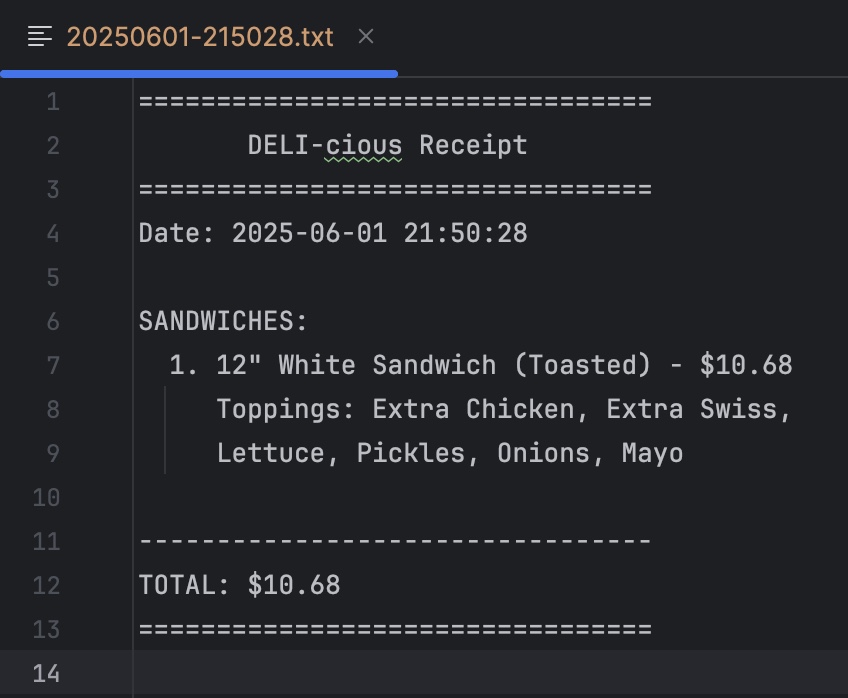 20250601-215028.txt
1 =================================
2 DELI-cious Receipt
3 =================================
4 Date: 2025-06-01 21:50:28
5
6 SANDWICHES:
7 1. 12" White Sandwich (Toasted) - $10.68
8 Toppings: Extra Chicken, Extra Swiss,
9 Lettuce, Pickles, Onions, Mayo
10
11 ---------------------------------
12 TOTAL: $10.68
13 =================================
14